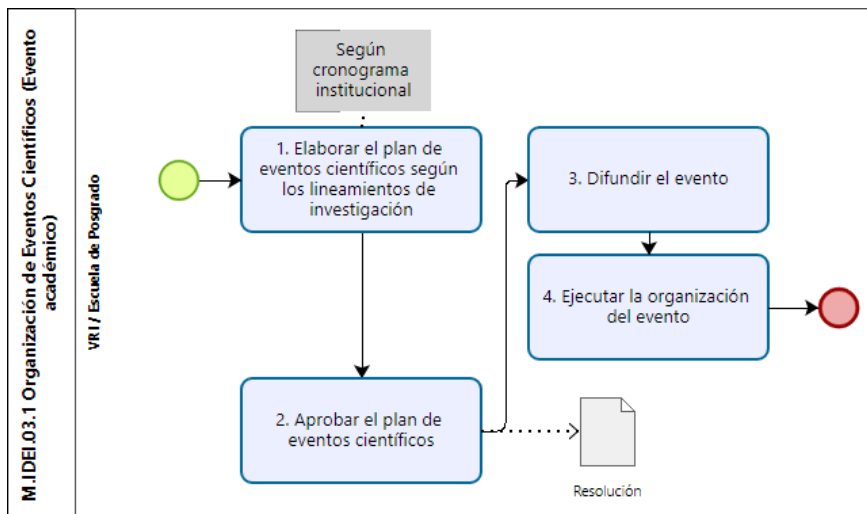 M.IDEI.03.1 Organización de Eventos Científicos (Evento
académico)
VRI / Escuela de Posgrado
Según
cronograma
institucional
1. Elaborar el plan de
eventos científicos según
los lineamientos de
investigación
2. Aprobar el plan de
eventos científicos
3. Difundir el evento
4. Ejecutar la organización
del evento
Resolución